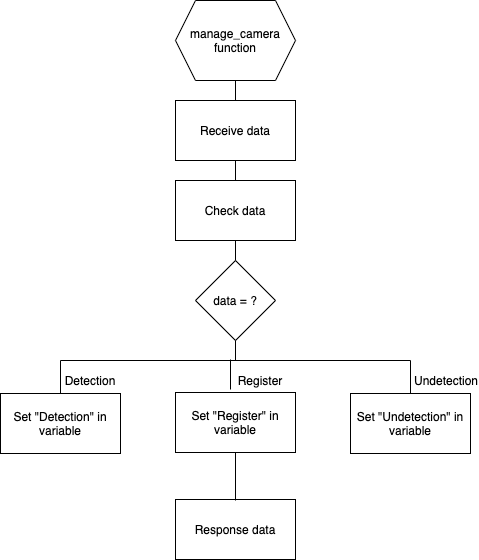 manage_camera
function
Receive data
Check data
data = ?
Detection
Register
Undetection
Set "Detection" in
variable
Set "Register" in
variable
Set "Undetection" in
variable
Response data